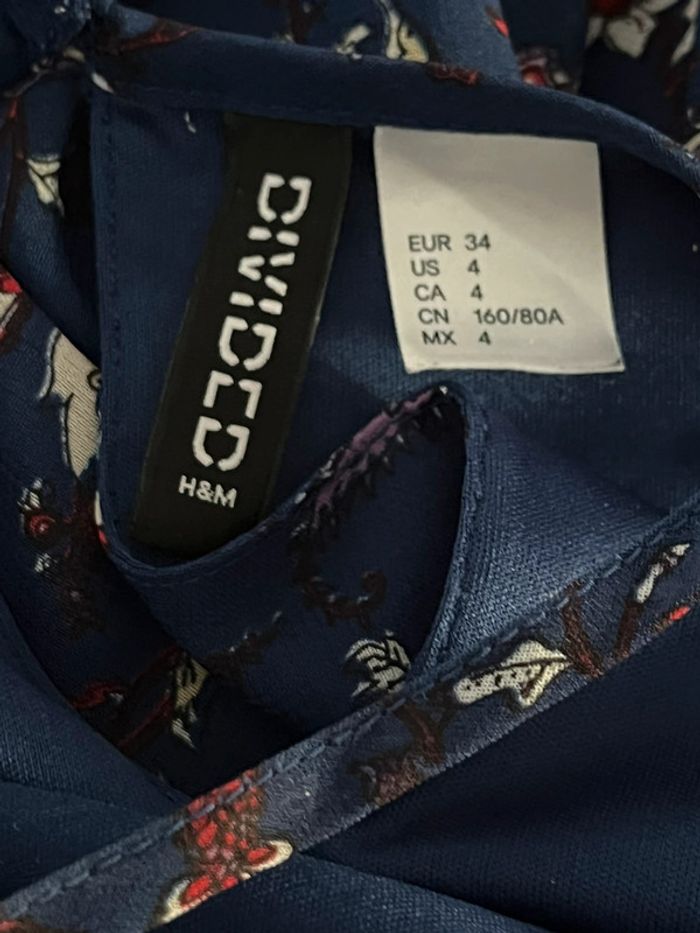 DIVIDED
H&M
EUR 34
US 4
CA 4
CN 160/80A
MX 4